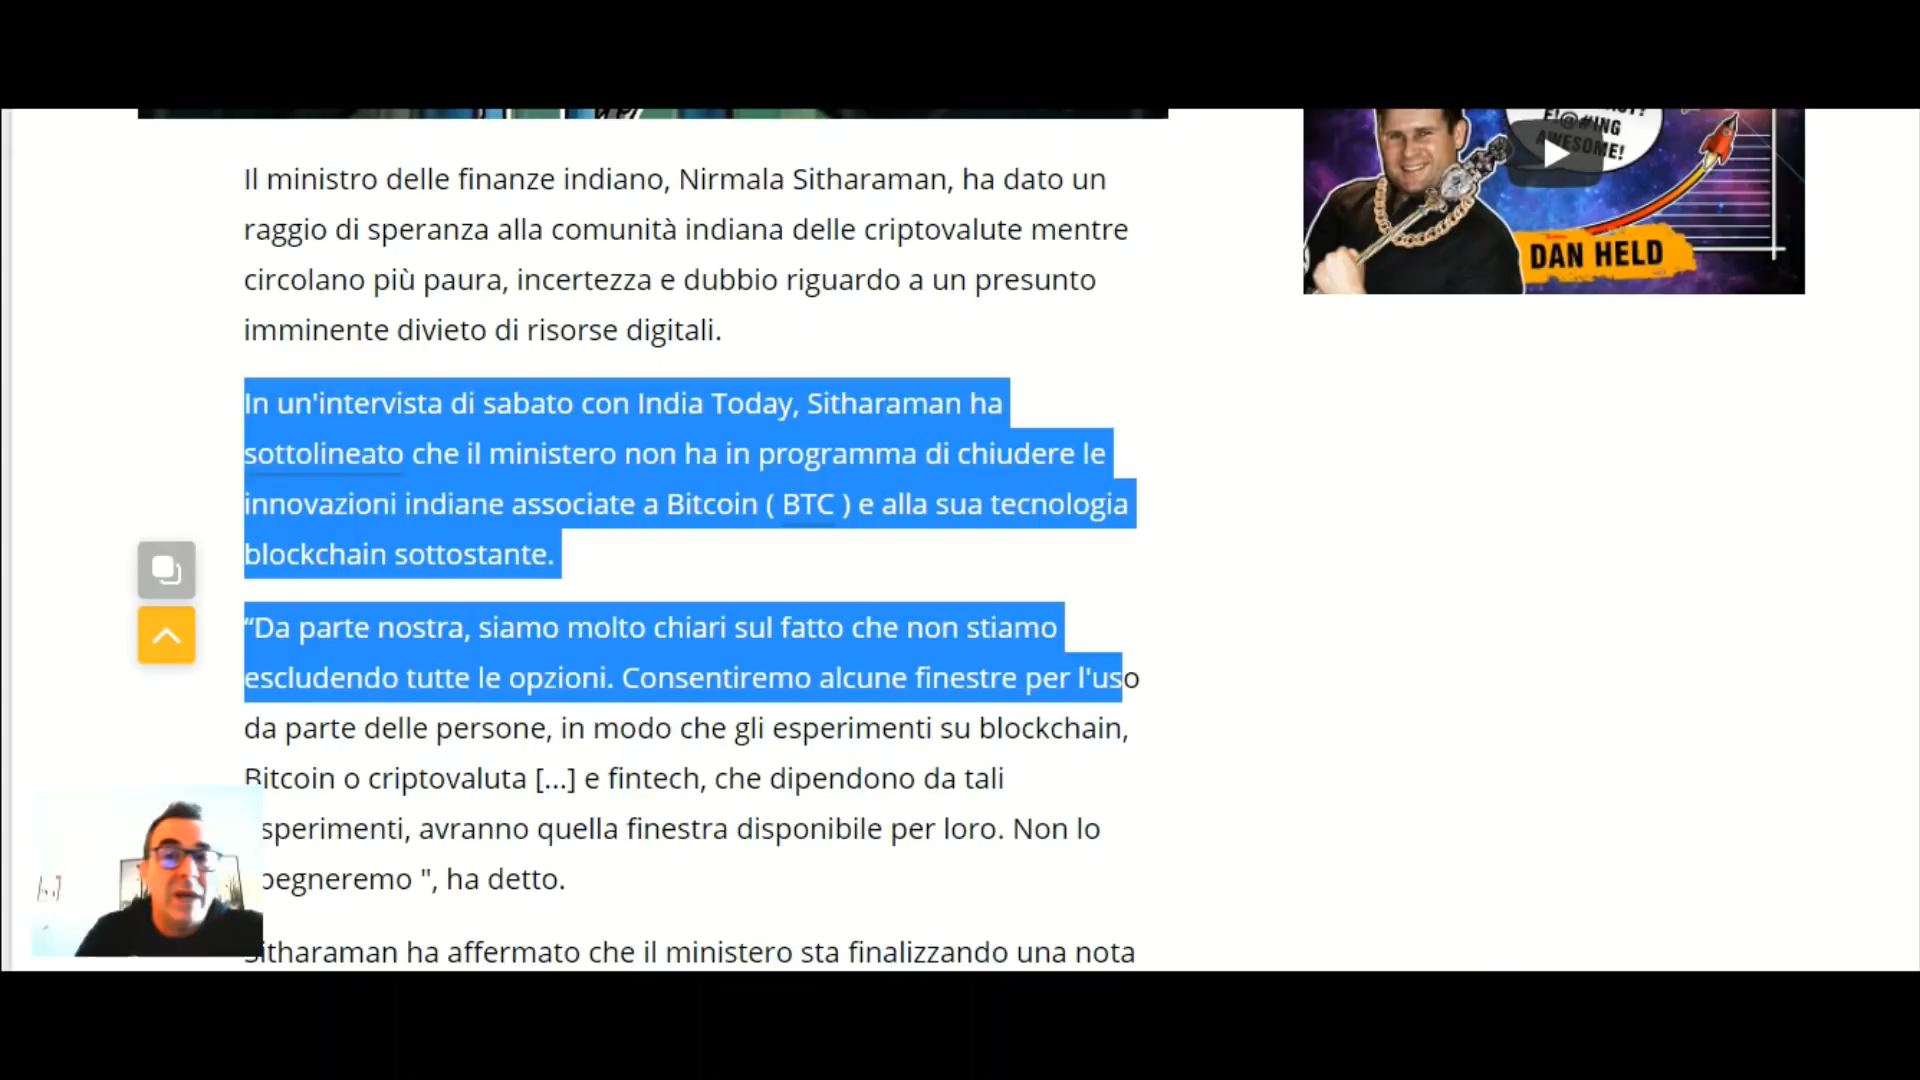 Il ministro delle finanze indiano, Nirmala Sitharaman, ha dato un
raggio di speranza alla comunità indiana delle criptovalute mentre
circolano più paura, incertezza e dubbio riguardo a un presunto
imminente divieto di risorse digitali.
In un'intervista di sabato con India Today, Sitharaman ha
sottolineato che il ministero non ha in programma di chiudere le
innovazioni indiane associate a Bitcoin ( BTC ) e alla sua tecnologia
blockchain sottostante.
“Da parte nostra, siamo molto chiari sul fatto che non stiamo
escludendo tutte le opzioni. Consentiremo alcune finestre per l'uso
da parte delle persone, in modo che gli esperimenti su blockchain,
Bitcoin o criptovaluta [...] e fintech, che dipendono da tali
sperimenti, avranno quella finestra disponibile per loro. Non lo
pegneremo ", ha detto.
Sitharaman ha affermato che il ministero sta finalizzando una nota
F!@#ING
AWESOME!
DAN HELD